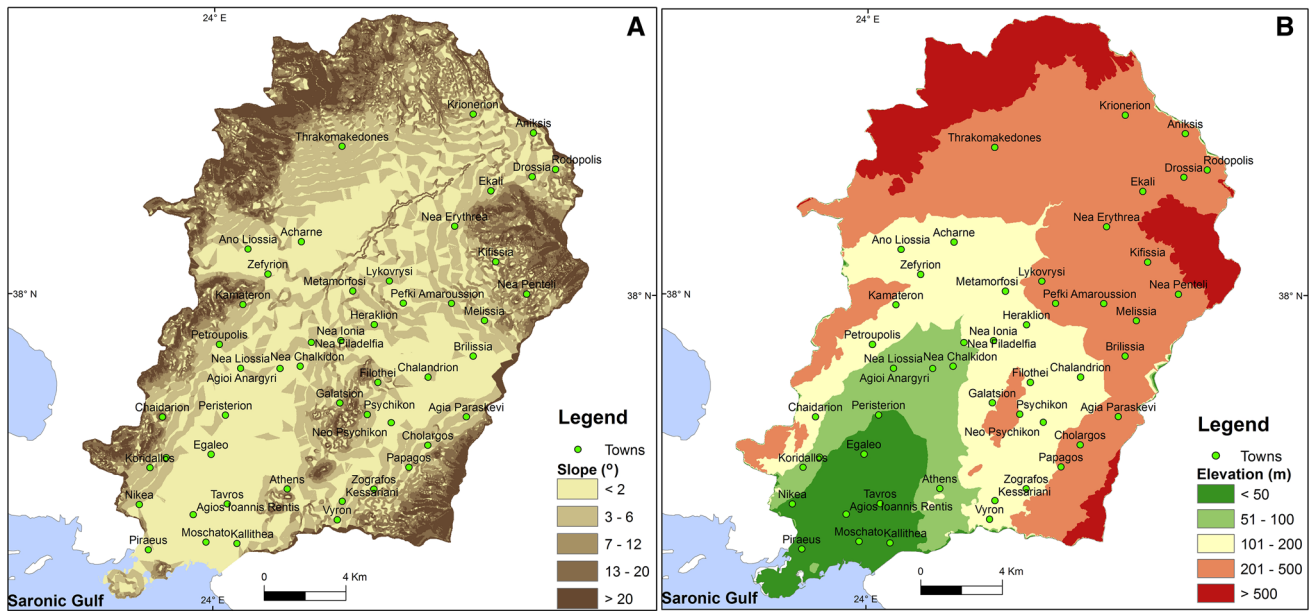 24° E
A
Krionerion
Aniksis
Thrakomakedones
Rodopolis
Drossia
Ekali
Nea Erythrea
Ano Liossia
Acharne
Kifissia
Zefyrion
Lykovrysi
Metamorfosi
Nea Penteli
38° N
Kamateron
Pefki
Amaroussion
Melissia
Heraklion
Petroupolis
Nea Ionia
Nea Filadelfia
Brilissia
Nea Liossia
Nea Chalkidon
Agioi Anargyri
Filothei
Chalandrion
Galatsion
Chaidarion
Peristerion
Psychikon
Agia Paraskevi
Neo Psychikon
Cholargos
Egaleo
Koridallos
Papagos
Athens
Zografos
Kessariani
Nikea
Tavros
Agios Ioannis Rentis
Vyron
Moschato
Kallithea
Piraeus
Legend
Towns
Slope (°)
< 2
3 - 6
7 - 12
13 - 20
> 20
0
4 Km
Saronic Gulf
24° E
24° E
B
Krionerion
Aniksis
Thrakomakedones
Rodopolis
Drossia
Ekali
Nea Erythrea
Ano Liossia
Acharne
Kifissia
Zefyrion
Lykovrysi
Metamorfosi
Nea Penteli
38° N
38° N
Kamateron
Pefki
Amaroussion
Melissia
Heraklion
Petroupolis
Nea Ionia
Nea Filadelfia
Brilissia
Nea Liossia
Nea Chalkidon
Agioi Anargyri
Filothei
Chalandrion
Galatsion
Chaidarion
Peristerion
Psychikon
Agia Paraskevi
Neo Psychikon
Cholargos
Egaleo
Koridallos
Papagos
Athens
Zografos
Kessariani
Nikea
Tavros
Agios Ioannis Rentis
Vyron
Moschato
Kallithea
Piraeus
Legend
Towns
Elevation (m)
< 50
51 - 100
101 - 200
201 - 500
> 500
0
4 Km
Saronic Gulf
24° E